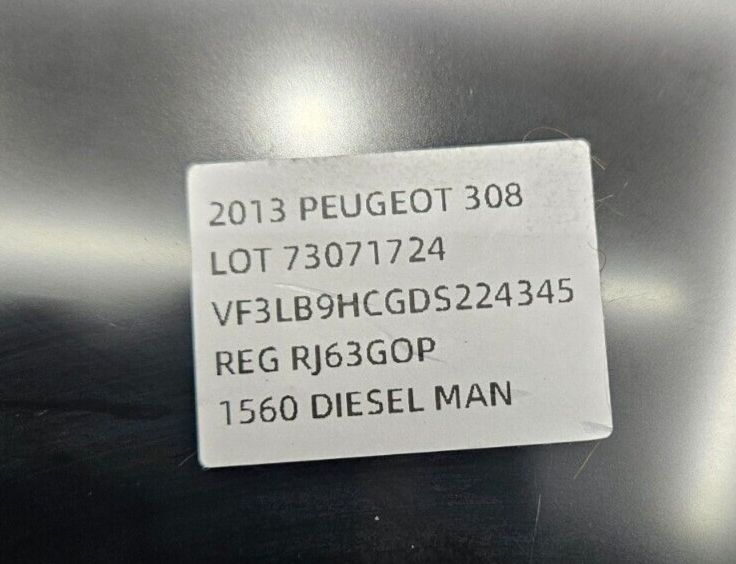 2013 PEUGEOT 308
LOT 73071724
VF3LB9HCGDS224345
REG RJ63GOP
1560 DIESEL MAN